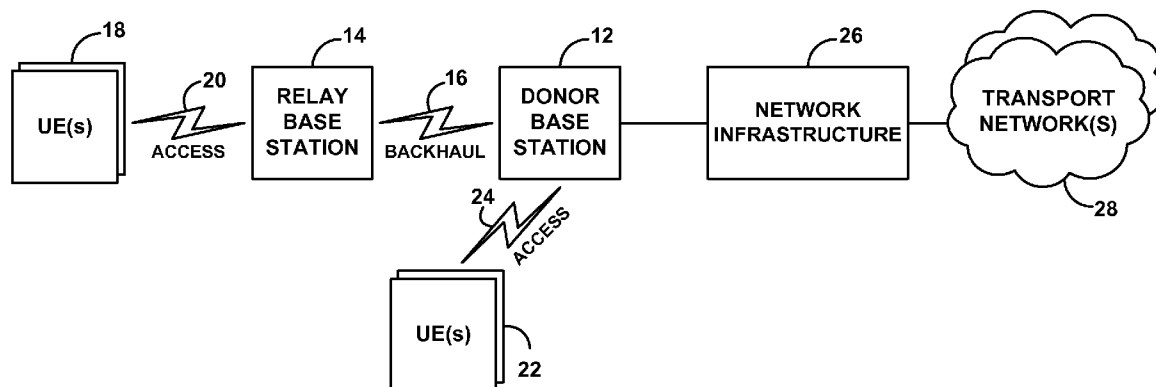 18
14
12
26
20
16
UE(s)
ACCESS
RELAY
BASE
STATION
BACKHAUL
DONOR
BASE
STATION
NETWORK
INFRASTRUCTURE
TRANSPORT
NETWORK(S)
28
24
ACCESS
UE(s)
22